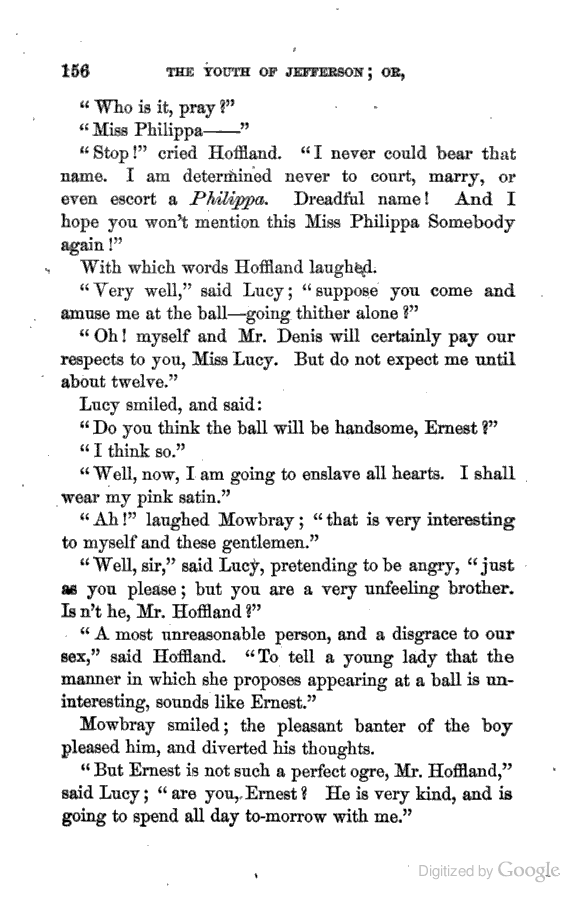 156 THE YOUTH OF JEFFERSON; OR,
“Who is it, pray?”
“Miss Philippa——”
“Stop!” cried Hoffland. “I never could bear that
name. I am determined never to court, marry, or
even escort a Philippa. Dreadful name! And I
hope you won’t mention this Miss Philippa Somebody
again!”
With which words Hoffland laughed.
“Very well,” said Lucy; “suppose you come and
amuse me at the ball—going thither alone?”
“Oh! myself and Mr. Denis will certainly pay our
respects to you, Miss Lucy. But do not expect me until
about twelve.”
Lucy smiled, and said:
“Do you think the ball will be handsome, Ernest?”
“I think so.”
“Well, now, I am going to enslave all hearts. I shall
wear my pink satin.”
“Ah!” laughed Mowbray; “that is very interesting
to myself and these gentlemen.”
“Well, sir,” said Lucy, pretending to be angry, “just
as you please; but you are a very unfeeling brother.
Is n’t he, Mr. Hoffland?”
“A most unreasonable person, and a disgrace to our
sex,” said Hoffland. “To tell a young lady that the
manner in which she proposes appearing at a ball is un-
interesting, sounds like Ernest.”
Mowbray smiled; the pleasant banter of the boy
pleased him, and diverted his thoughts.
“But Ernest is not such a perfect ogre, Mr. Hoffland,”
said Lucy; “are you, Ernest? He is very kind, and is
going to spend all day to-morrow with me.”
Digitized by Google